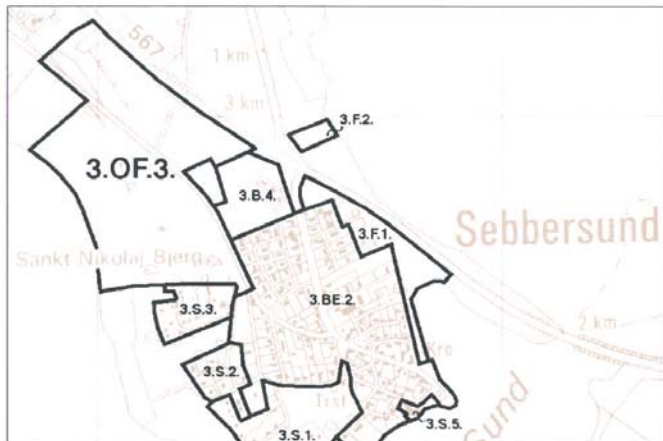 567
1 km
3 km
3.F.2.
3.OF.3.
3.B.4.
3.F.1.
Sebbersund
Sankt Nikolaj Bjerg
3.BE.2.
3.S.3.
2 km
Kro
3.S.2.
3.S.5.
3.S.1.
Sund